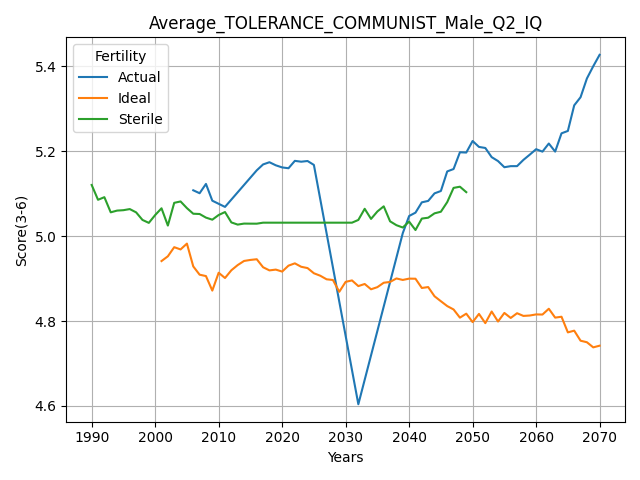 Average_TOLERANCE_COMMUNIST_Male_Q2_IQ
Fertility
Actual
Ideal
Sterile
Score(3-6)
5.4
5.2
5.0
4.8
4.6
1990 2000 2010 2020 2030 2040 2050 2060 2070
Years